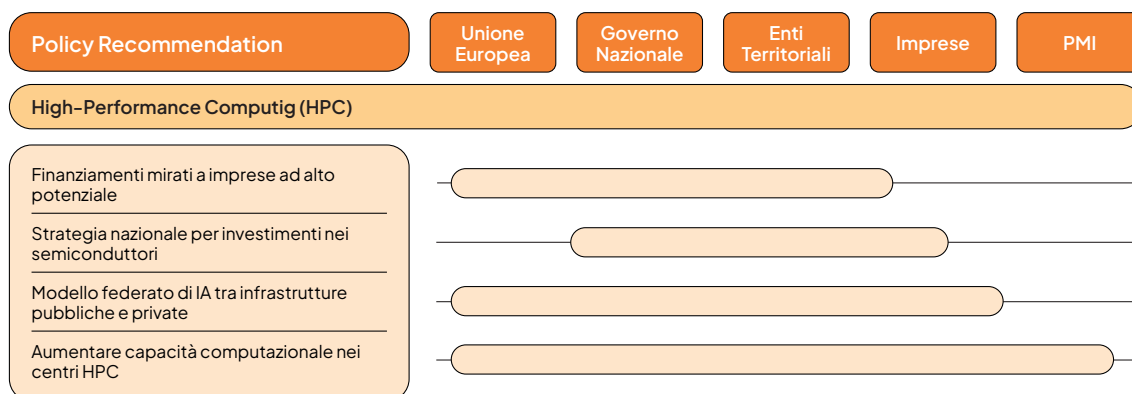 Policy Recommendation
Unione
Europea
Governo
Nazionale
Enti
Territoriali
Imprese
PMI
High-Performance Computig (HPC)
Finanziamenti mirati a imprese ad alto
potenziale
Strategia nazionale per investimenti nei
semiconduttori
Modello federato di IA tra infrastrutture
pubbliche e private
Aumentare capacità computazionale nei
centri HPC